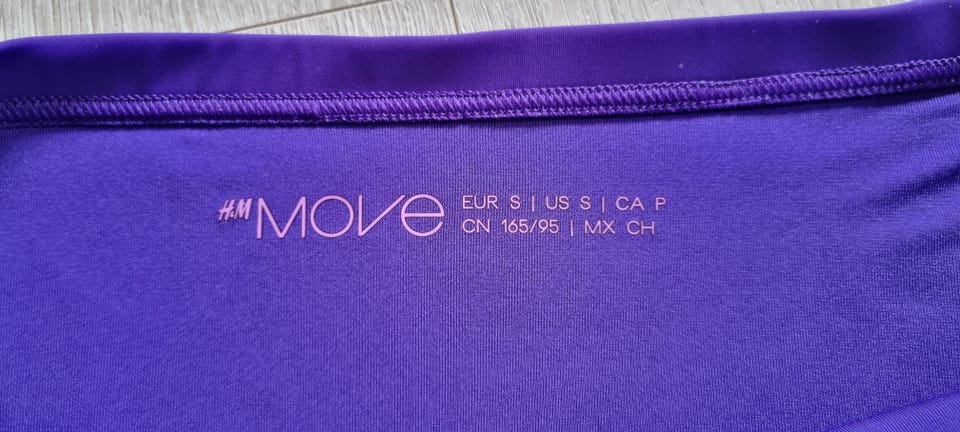 H&M MOVE
EUR S | US S | CA P
CN 165/95 | MX CH